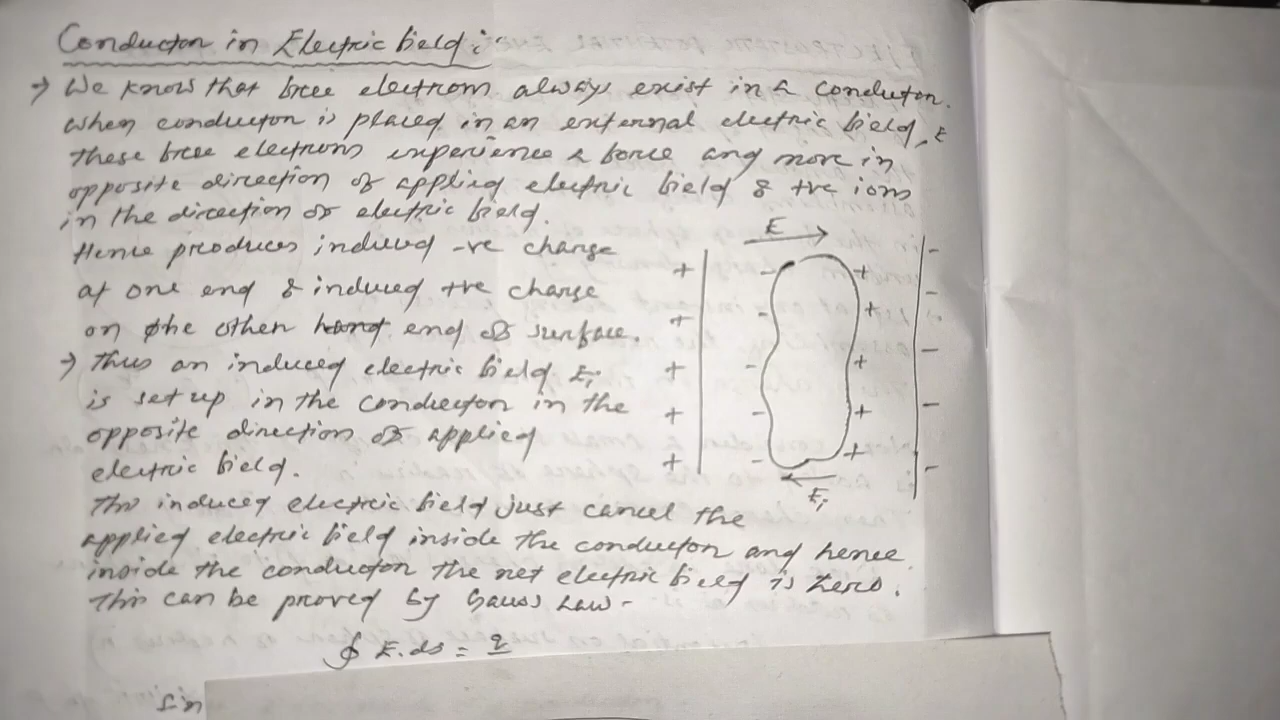 Conductor in Electric field :-
→ We know that free electrons always exist in a conductor.
When conductor is placed in an external electric field, E
these free electrons experience a force and move in
opposite direction of applied electric field & +ve ions
in the direction of electric field.
Hence produces induced -ve charge
at one end & induced +ve charge
on the other hand end of surface.
→ Thus an induced electric field Ei
is set up in the conductor in the
opposite direction of applied
electric field.
This induced electric field just cancel the
applied electric field inside the conductor and hence
inside the conductor the net electric field is zero.
This can be proved by Gauss Law -
∮ E.ds = q
Sin
E
+ - + -
+ - + -
+ - + -
+ - + -
+ - + -
Ei